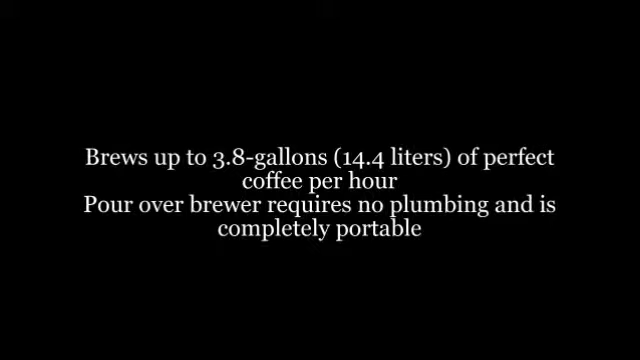 Brews up to 3.8-gallons (14.4 liters) of perfect
coffee per hour
Pour over brewer requires no plumbing and is
completely portable